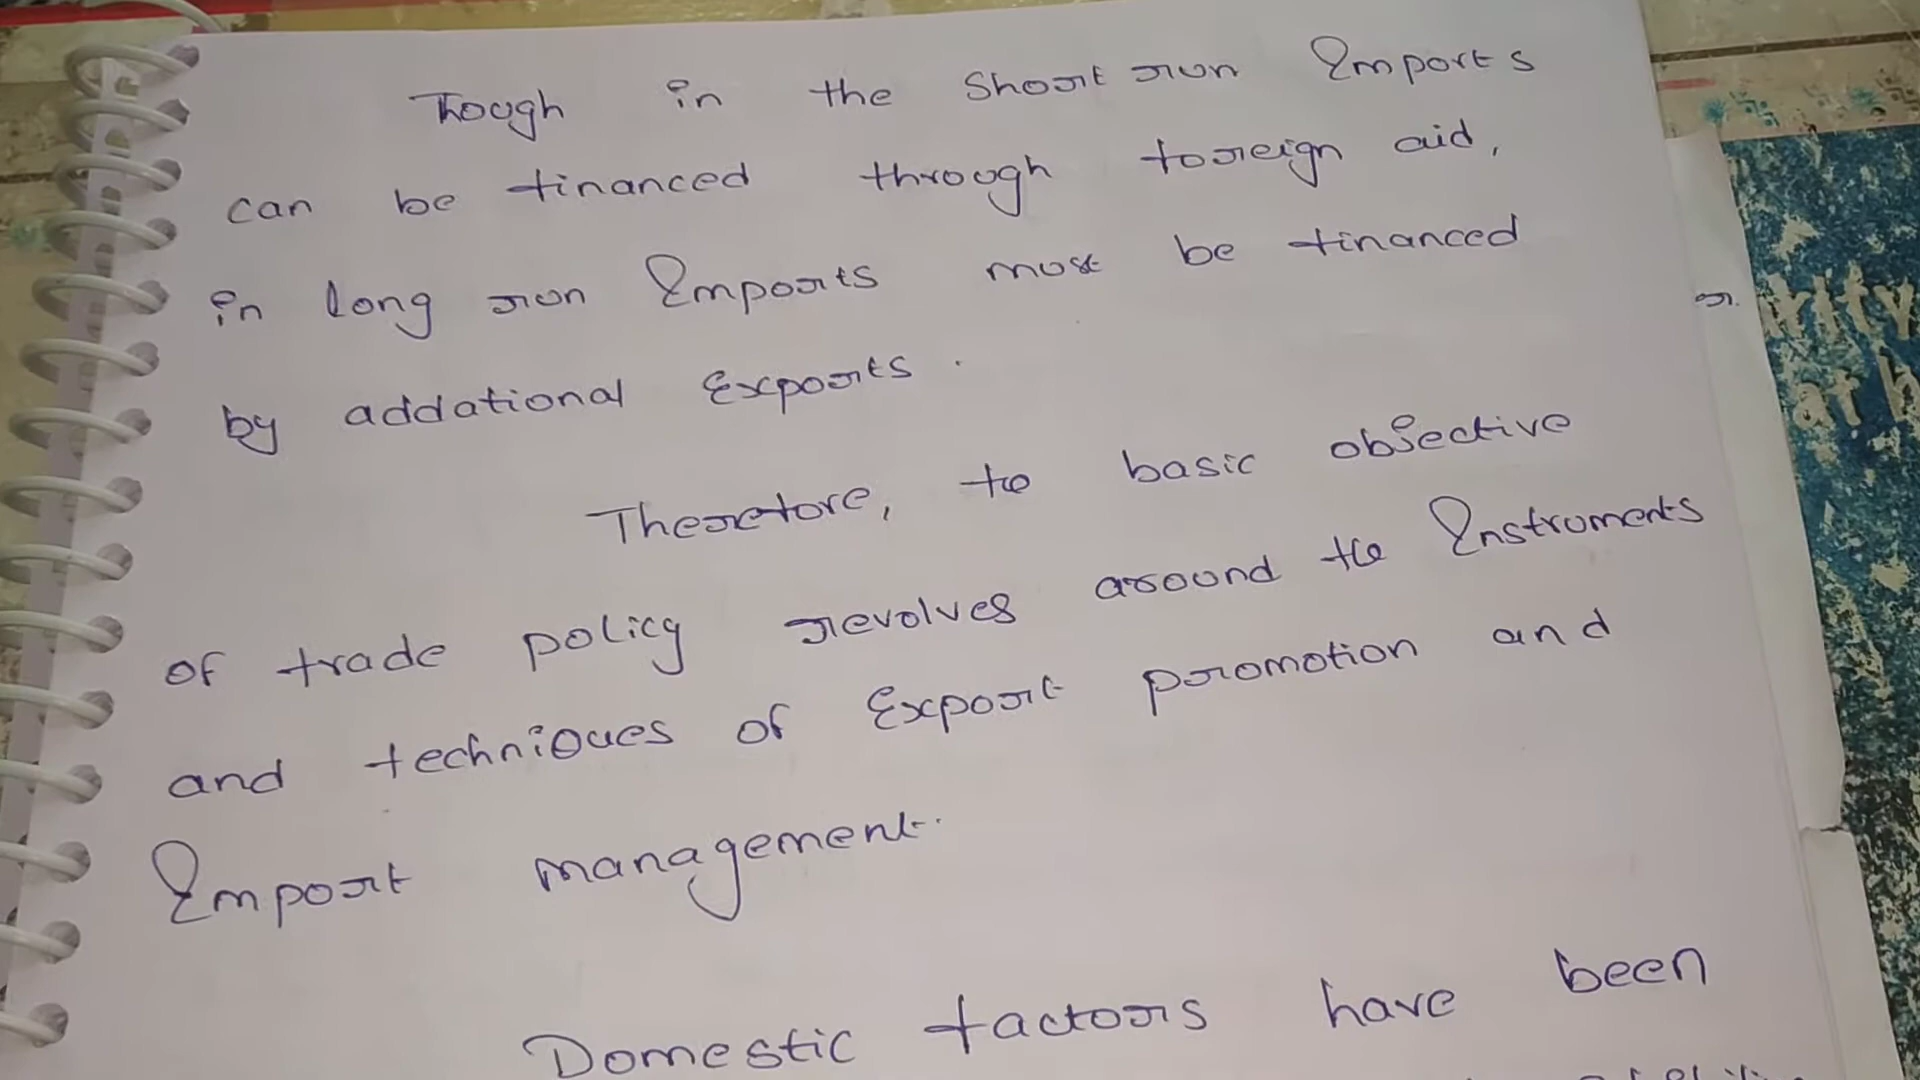 Though in the Short run Imports
can be financed through foreign aid,
in long run Imports must be financed
by addational Exports.
Therefore, the basic objective
of trade policy revolves around the Instruments
and techniques of Export promotion and
Import management.
Domestic factors have been